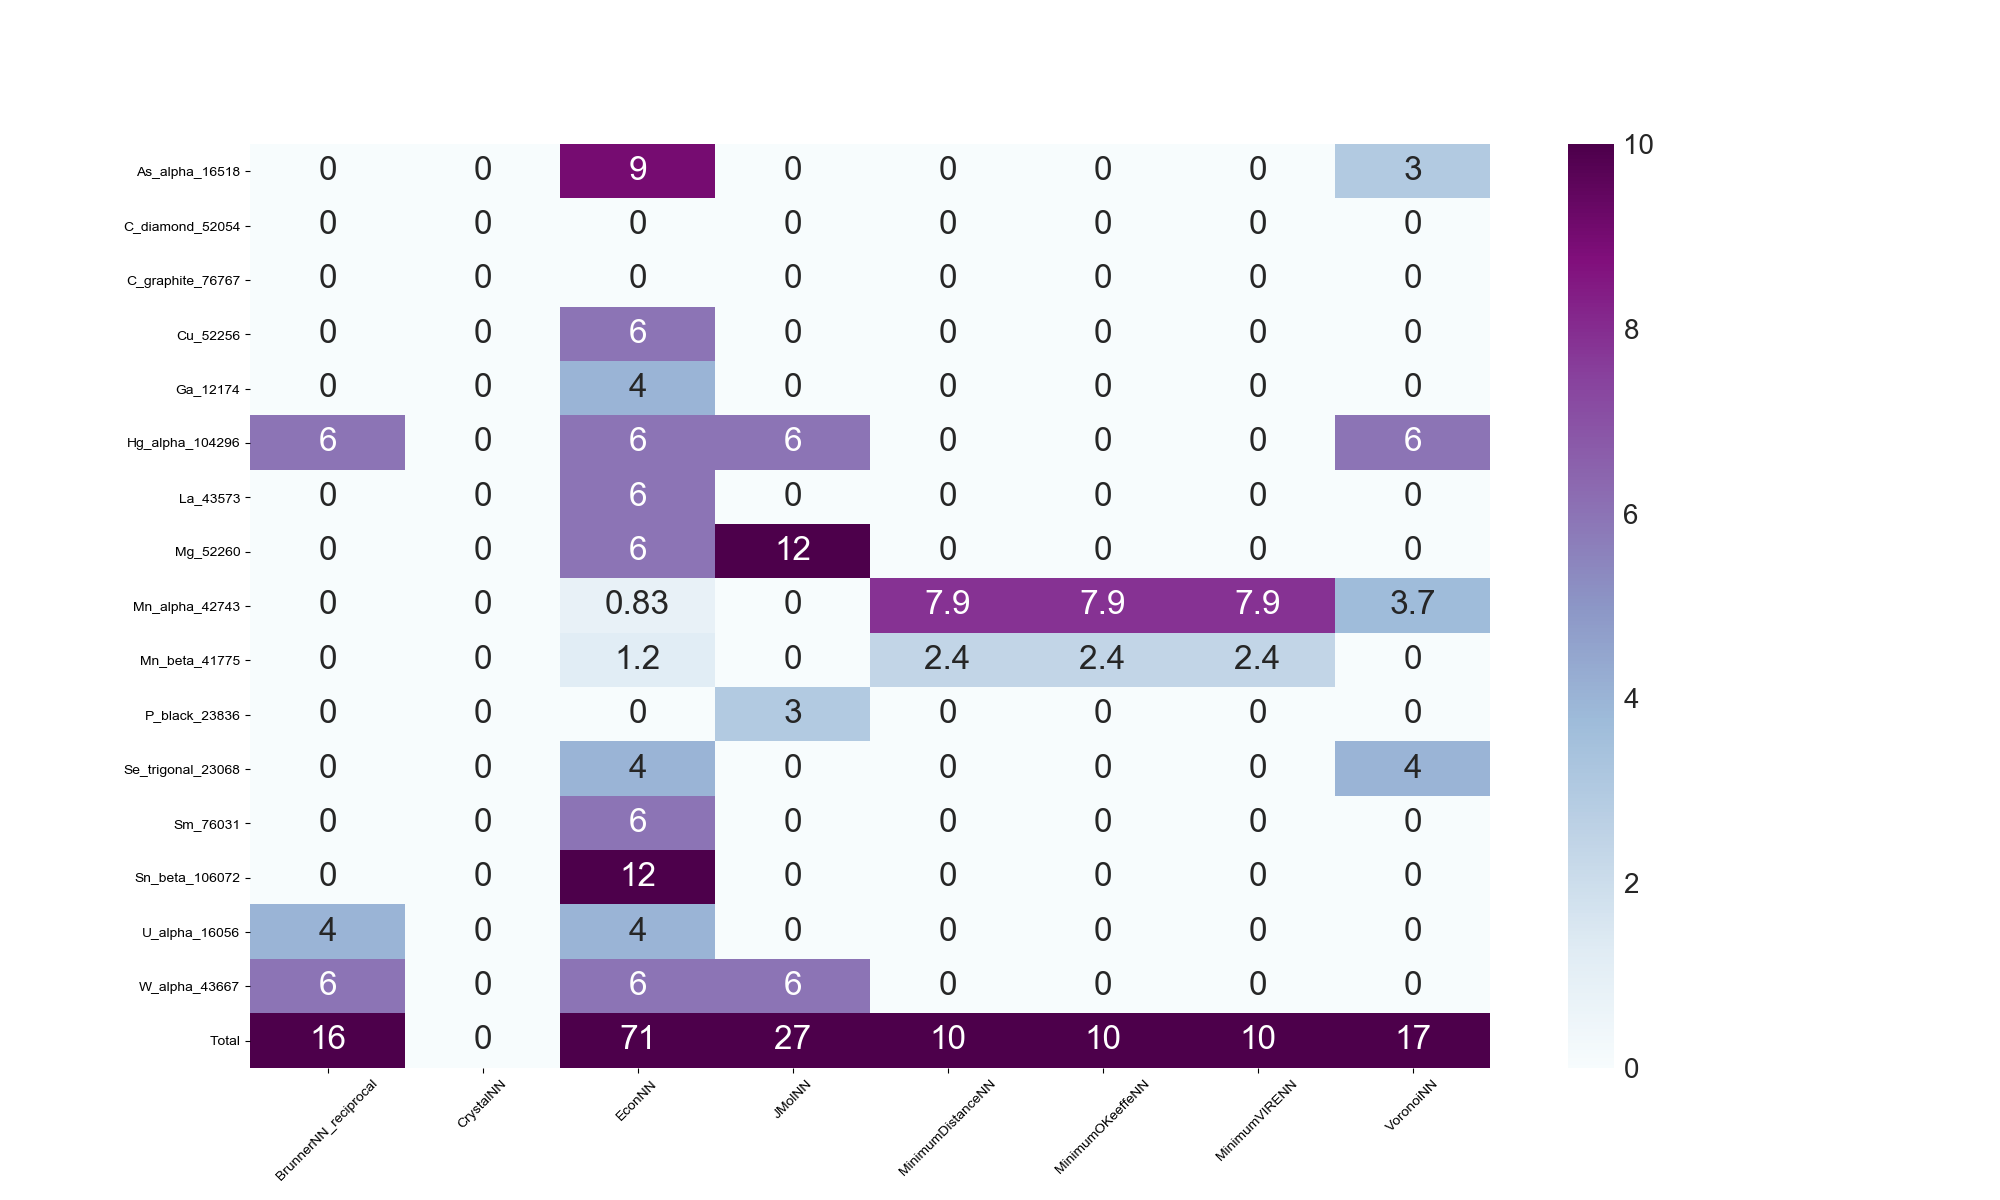 As_alpha_16518 0 0 9 0 0 0 0 3
C_diamond_52054 0 0 0 0 0 0 0 0
C_graphite_76767 0 0 0 0 0 0 0 0
Cu_52256 0 0 6 0 0 0 0 0
Ga_12174 0 0 4 0 0 0 0 0
Hg_alpha_104296 6 0 6 6 0 0 0 6
La_43573 0 0 6 0 0 0 0 0
Mg_52260 0 0 6 12 0 0 0 0
Mn_alpha_42743 0 0 0.83 0 7.9 7.9 7.9 3.7
Mn_beta_41775 0 0 1.2 0 2.4 2.4 2.4 0
P_black_23836 0 0 0 3 0 0 0 0
Se_trigonal_23068 0 0 4 0 0 0 0 4
Sm_76031 0 0 6 0 0 0 0 0
Sn_beta_106072 0 0 12 0 0 0 0 0
U_alpha_16056 4 0 4 0 0 0 0 0
W_alpha_43667 6 0 6 6 0 0 0 0
Total 16 0 71 27 10 10 10 17
BrunnerNN_reciprocal CrystalNN EconNN JMolNN MinimumDistanceNN MinimumOKeeffeNN MinimumVIRENN VoronoiNN
10
8
6
4
2
0